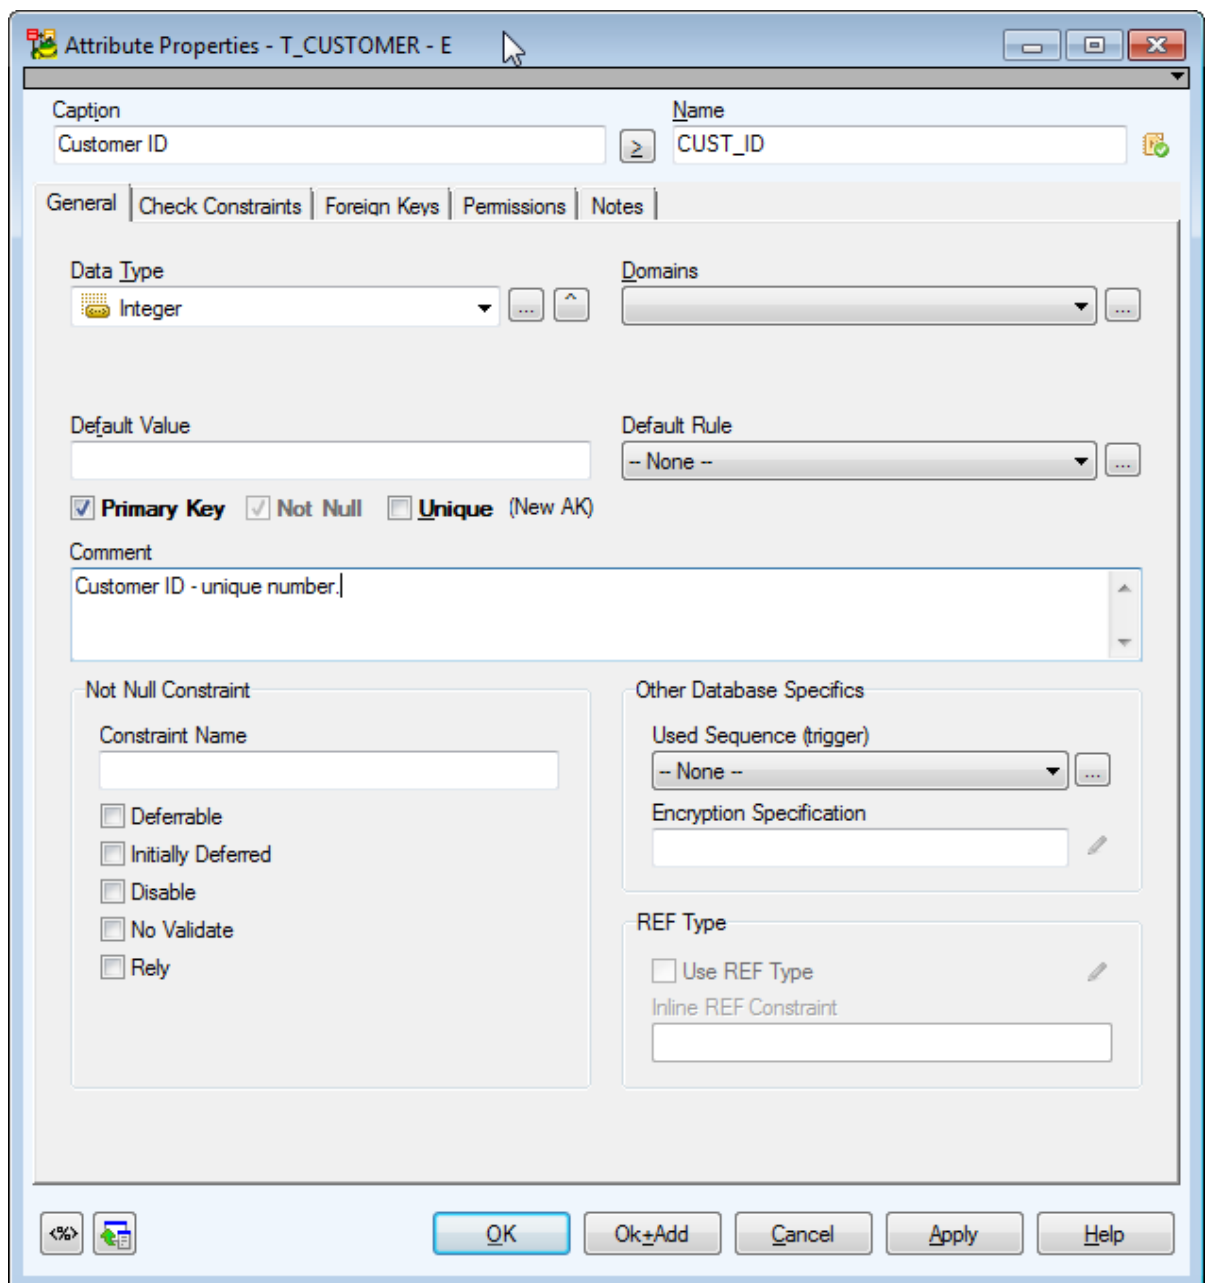 Attribute Properties - T_CUSTOMER - E
Caption Name
Customer ID ≥ CUST_ID
General Check Constraints Foreign Keys Permissions Notes
Data Type Domains
Integer ... ^ ...
Default Value Default Rule
-- None -- ...
Primary Key Not Null Unique (New AK)
Comment
Customer ID - unique number.
Not Null Constraint Other Database Specifics
Constraint Name Used Sequence (trigger)
-- None -- ...
Deferrable Encryption Specification
Initially Deferred
Disable
No Validate REF Type
Rely Use REF Type
Inline REF Constraint
<%> OK Ok+Add Cancel Apply Help